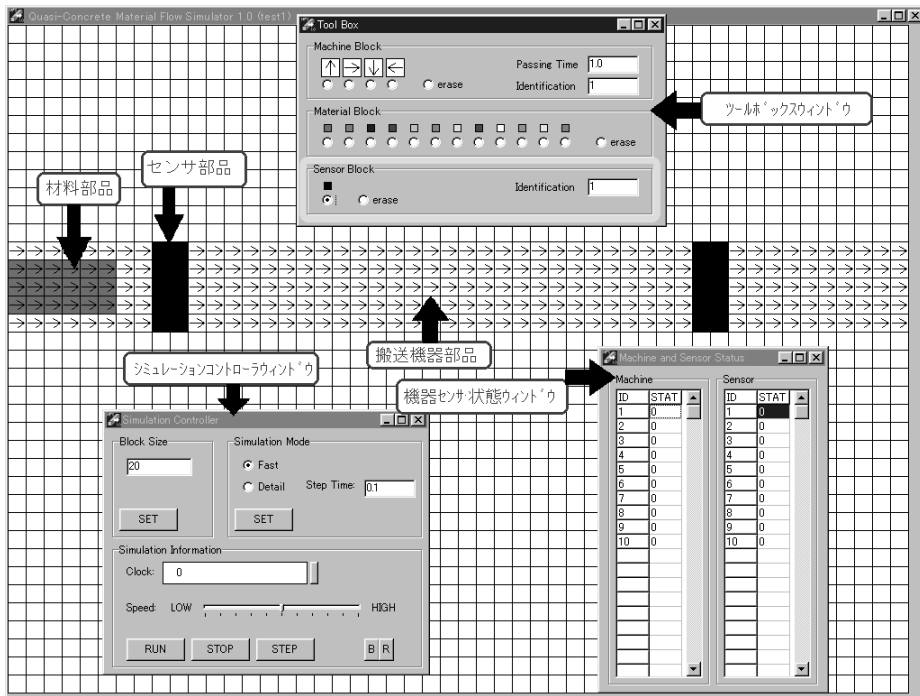 Quasi-Concrete Material Flow Simulator 1.0 (test1)
Tool Box
Machine Block
Passing Time 1.0
erase
Identification 1
ツールボックスウィンドウ
Material Block
erase
センサ部品
Sensor Block
材料部品
Identification 1
erase
搬送機器部品
シミュレーションコントローラウィンドウ
機器センサ状態ウィンドウ
Machine and Sensor Status
Machine
Sensor
ID STAT ID STAT
1 0 1 0
2 0 2 0
3 0 3 0
4 0 4 0
5 0 5 0
6 0 6 0
7 0 7 0
8 0 8 0
9 0 9 0
10 0 10 0
Simulation Controller
Block Size
Simulation Mode
20
Fast
Detail Step Time: 0.1
SET SET
Simulation Information
Clock: 0
Speed: LOW HIGH
RUN STOP STEP B R